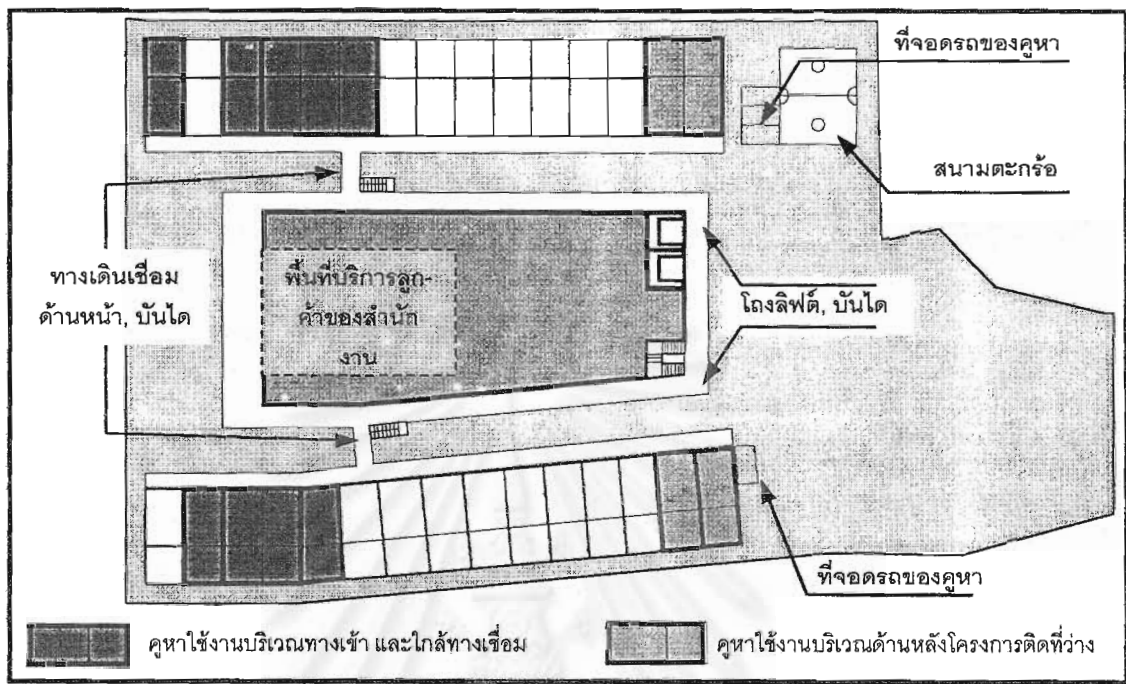 ที่จอดรถของคูหา
สนามตะกร้อ
ทางเดินเชื่อม
ด้านหน้า, บันได
พื้นที่บริการลูก-
ค้าของสำนัก
งาน
โถงลิฟต์, บันได
ที่จอดรถของคูหา
คูหาใช้งานบริเวณทางเข้า และใกล้ทางเชื่อม
คูหาใช้งานบริเวณด้านหลังโครงการติดที่ว่าง